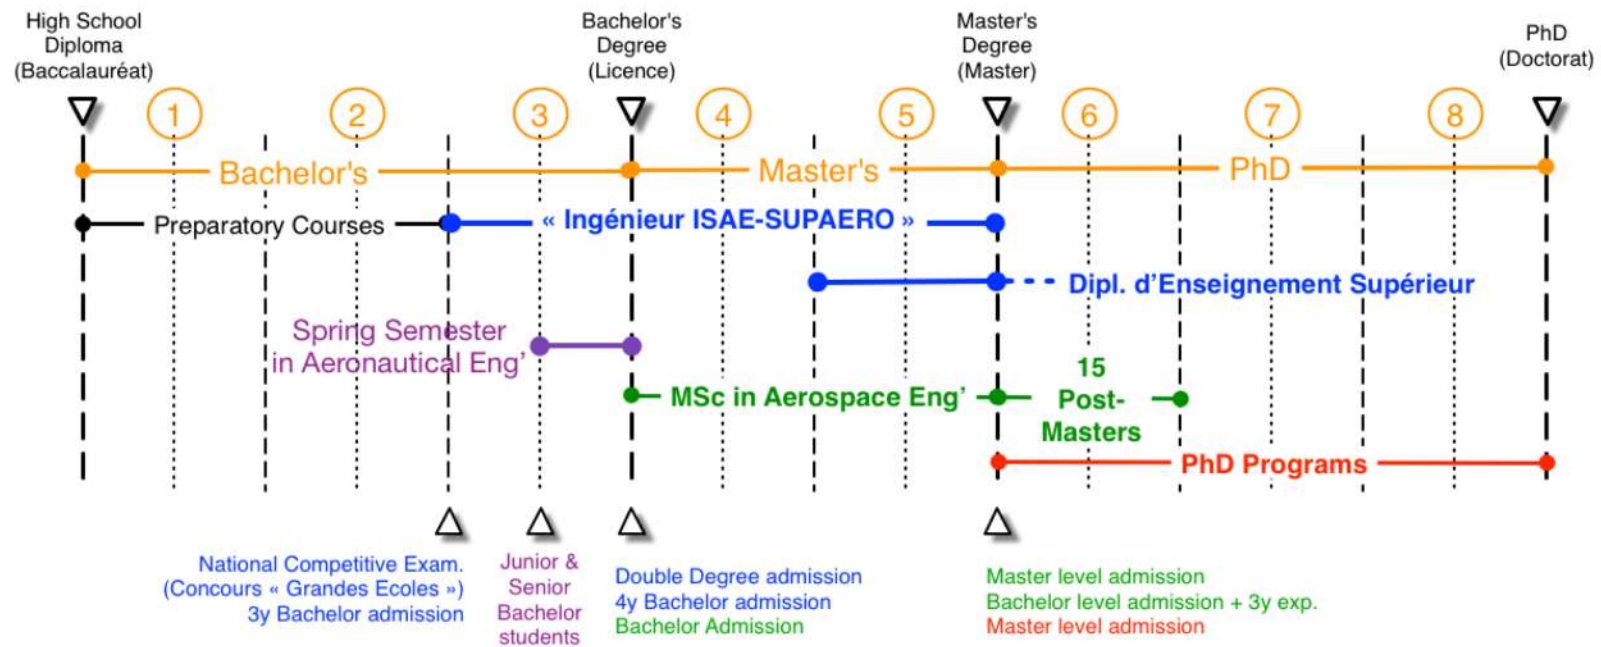 High School
Diploma
(Baccalauréat)
Bachelor's
Degree
(Licence)
Master's
Degree
(Master)
PhD
(Doctorat)
1
2
3
4
5
6
7
8
Bachelor's
Master's
PhD
Preparatory Courses
« Ingénieur ISAE-SUPAERO »
Dipl. d’Enseignement Supérieur
Spring Semester
in Aeronautical Eng’
MSc in Aerospace Eng’
15
Post-
Masters
PhD Programs
National Competitive Exam.
(Concours « Grandes Ecoles »)
3y Bachelor admission
Junior &
Senior
Bachelor
students
Double Degree admission
4y Bachelor admission
Bachelor Admission
Master level admission
Bachelor level admission + 3y exp.
Master level admission